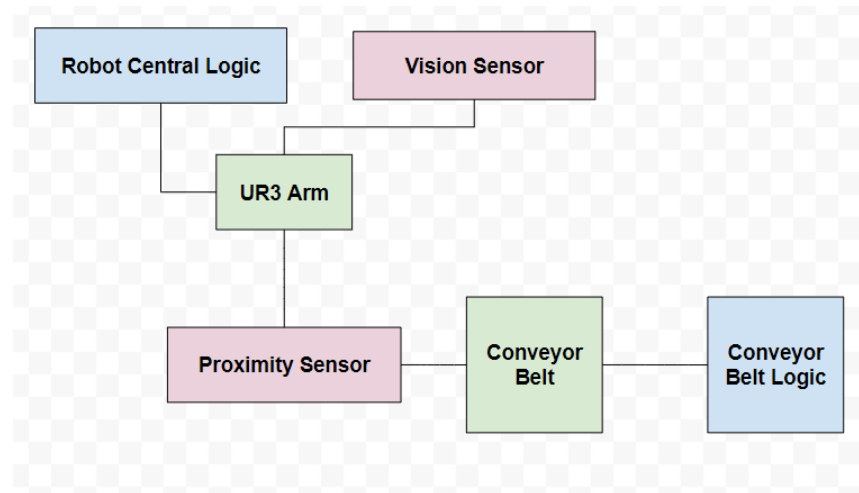 Robot Central Logic
Vision Sensor
UR3 Arm
Proximity Sensor
Conveyor
Belt
Conveyor
Belt Logic